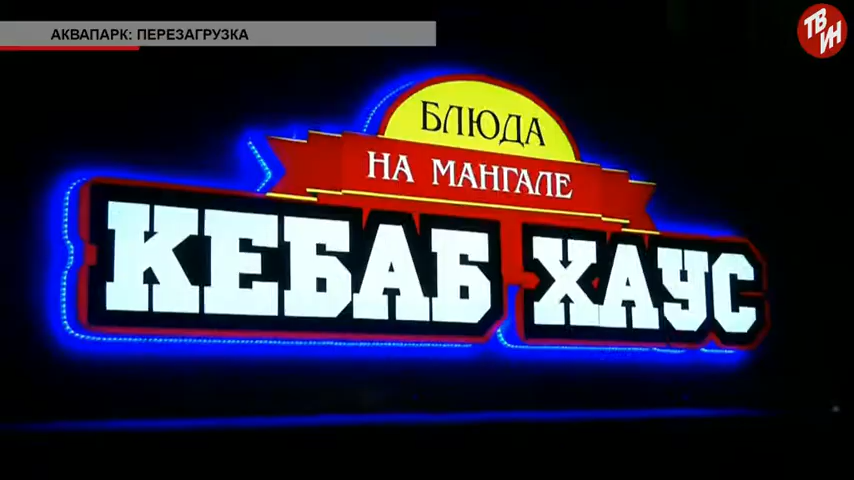 АКВАПАРК: ПЕРЕЗАГРУЗКА
ТВ
ИН
БЛЮДА
НА МАНГАЛЕ
КЕБАБ ХАУС